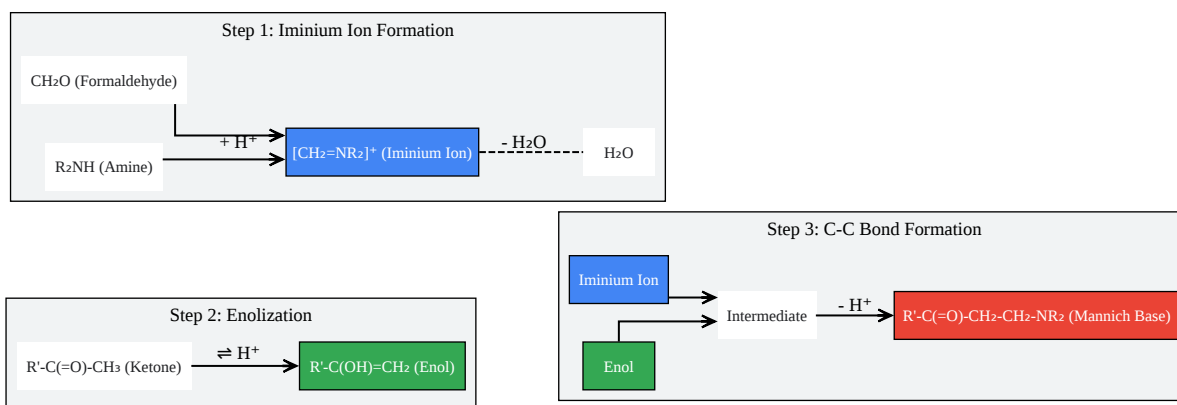 Step 1: Iminium Ion Formation
CH₂O (Formaldehyde)
+ H⁺
R₂NH (Amine)
[CH₂=NR₂]⁺ (Iminium Ion)
- H₂O
H₂O
Step 2: Enolization
R'-C(=O)-CH₃ (Ketone)
⇌ H⁺
R'-C(OH)=CH₂ (Enol)
Step 3: C-C Bond Formation
Iminium Ion
Enol
Intermediate
- H⁺
R'-C(=O)-CH₂-CH₂-NR₂ (Mannich Base)